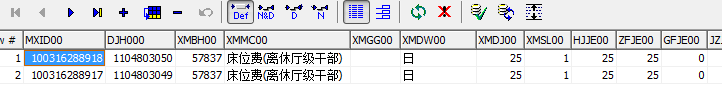 Def N&D D N
w # MXID00 DJH000 XMBH00 XMMC00 XMGG00 XMDW00 XMDJ00 XMSL00 HJJE00 ZFJE00 GFJE00 JZ
1 100316288918 1104803050 57837 床位费(离休厅级干部) 日 25 1 25 25 0
2 100316288917 1104803049 57837 床位费(离休厅级干部) 日 25 1 25 25 0